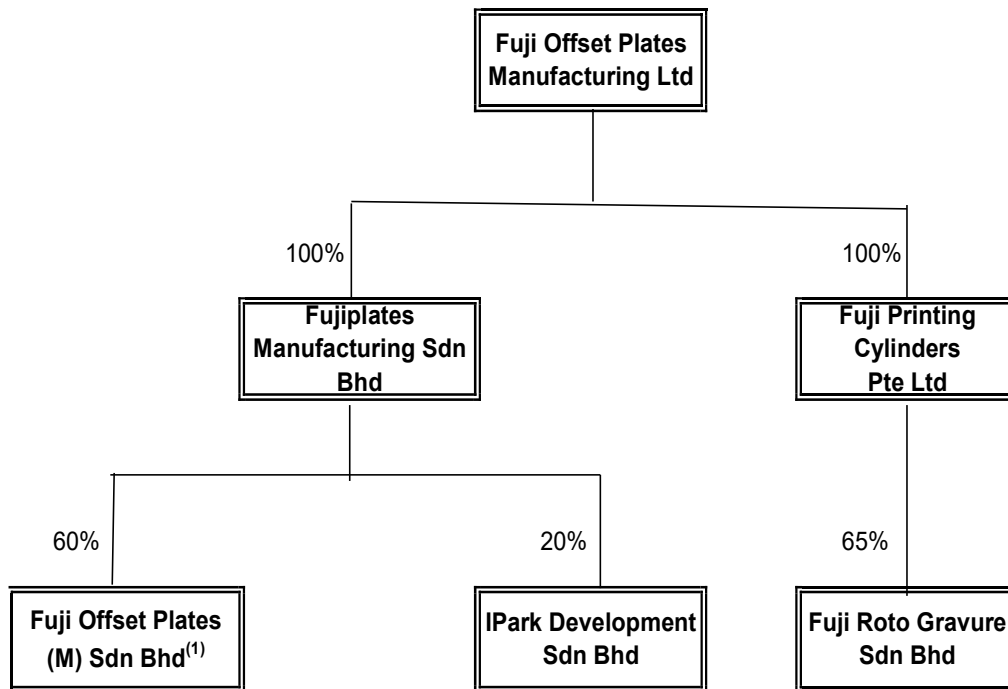 Fuji Offset Plates
Manufacturing Ltd
100%
100%
Fujiplates
Manufacturing Sdn
Bhd
Fuji Printing
Cylinders
Pte Ltd
60%
20%
65%
Fuji Offset Plates
(M) Sdn Bhd(1)
IPark Development
Sdn Bhd
Fuji Roto Gravure
Sdn Bhd